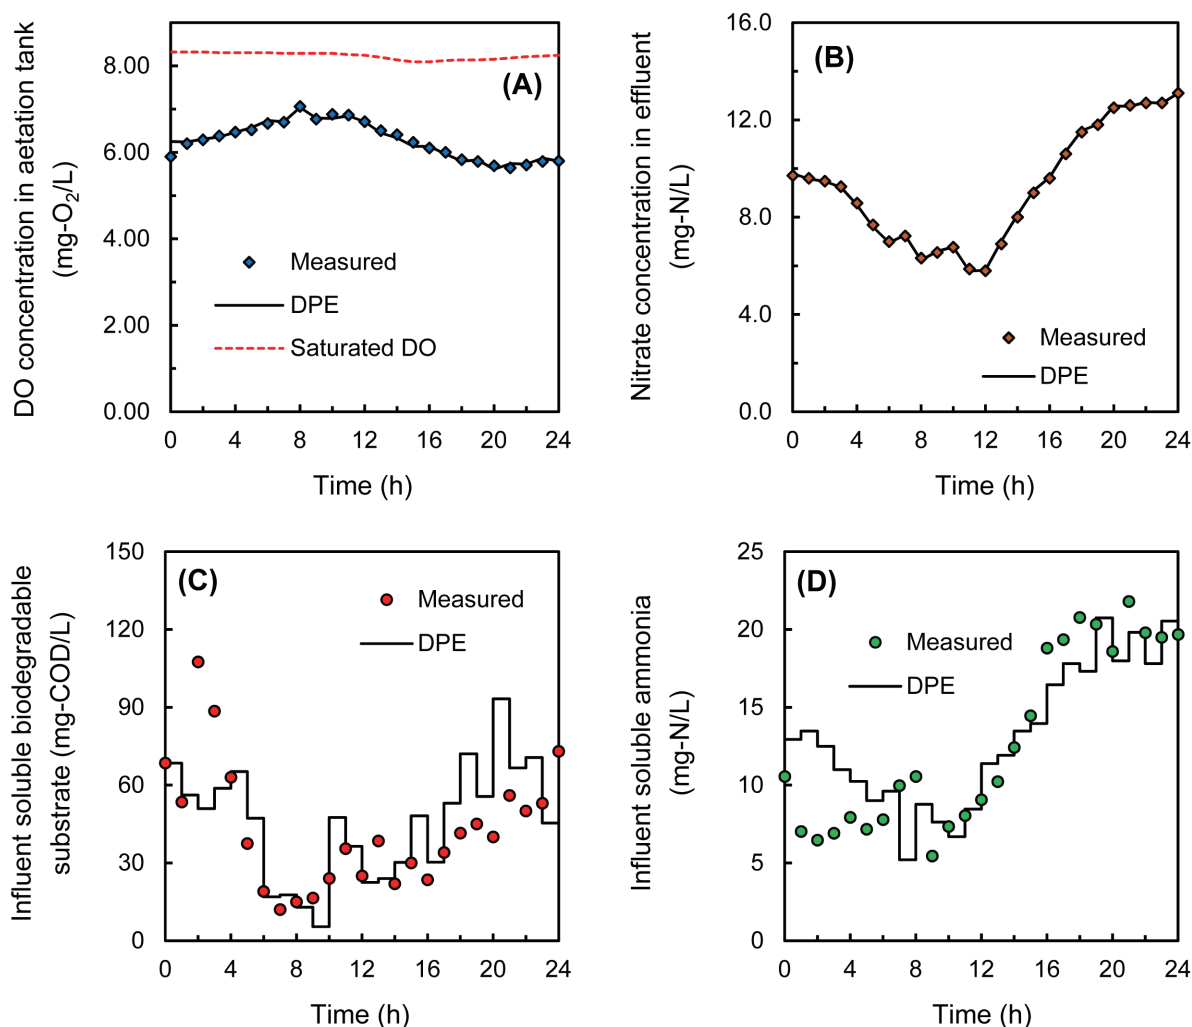 DO concentration in aetation tank
(mg-O2/L)
8.00
6.00
4.00
2.00
0.00
(A)
Measured
DPE
Saturated DO
0 4 8 12 16 20 24
Time (h)
Nitrate concentration in effluent
(mg-N/L)
16.0
12.0
8.0
4.0
0.0
(B)
Measured
DPE
0 4 8 12 16 20 24
Time (h)
Influent soluble biodegradable
substrate (mg-COD/L)
150
120
90
60
30
0
(C)
Measured
DPE
0 4 8 12 16 20 24
Time (h)
Influent soluble ammonia
(mg-N/L)
25
20
15
10
5
0
(D)
Measured
DPE
0 4 8 12 16 20 24
Time (h)